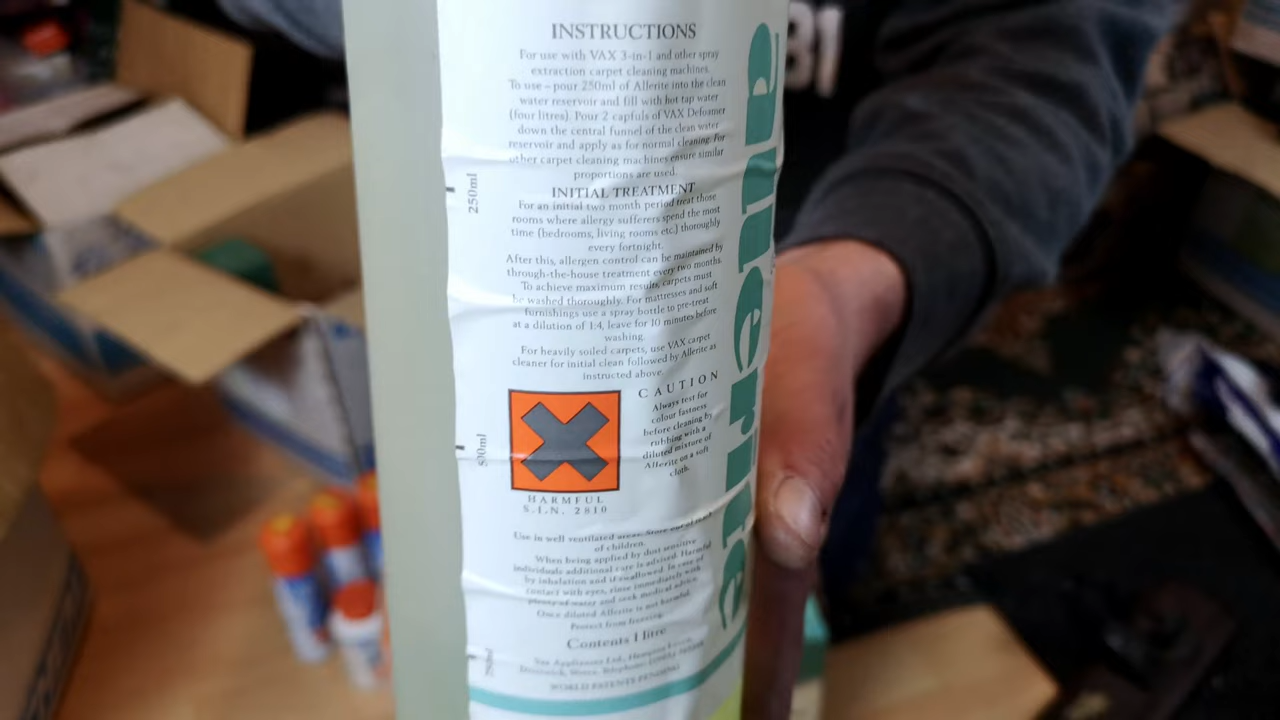 INSTRUCTIONS
For use with VAX 3-in-1 and other spray
extraction carpet cleaning machines.
To use – pour 250ml of Allerite into the clean
water reservoir and fill with hot tap water
(four litres). Pour 2 capfuls of VAX Defoamer
down the central funnel of the clean water
reservoir and apply as for normal cleaning. For
other carpet cleaning machines ensure similar
proportions are used.
INITIAL TREATMENT
For an initial two month period treat those
rooms where allergy sufferers spend the most
time (bedrooms, living rooms etc.) thoroughly
every fortnight.
After this, allergen control can be maintained by
through-the-house treatment every two months.
To achieve maximum results, carpets must
be washed thoroughly. For mattresses and soft
furnishings use a spray bottle to pre-treat
at a dilution of 1:4, leave for 10 minutes before
washing.
For heavily soiled carpets, use VAX carpet
cleaner for initial clean followed by Allerite as
instructed above.
CAUTION
Always test for
colour fastness
before cleaning by
rubbing with a
diluted mixture of
Allerite on a soft
cloth.
HARMFUL
S.I.N. 2810
Use in well ventilated areas. Store out of reach
of children.
When being applied by dust sensitive
individuals additional care is advised. Harmful
by inhalation and if swallowed. In case of
contact with eyes, rinse immediately with
plenty of water and seek medical advice.
Once diluted Allerite is not harmful.
Protect from freezing.
Contents 1 litre
Vax Appliances Ltd., Hampton Lovett,
Droitwich, Worcs. Telephone:
WORLD PATENTS PENDING
250ml
500ml
750ml
allerite
81